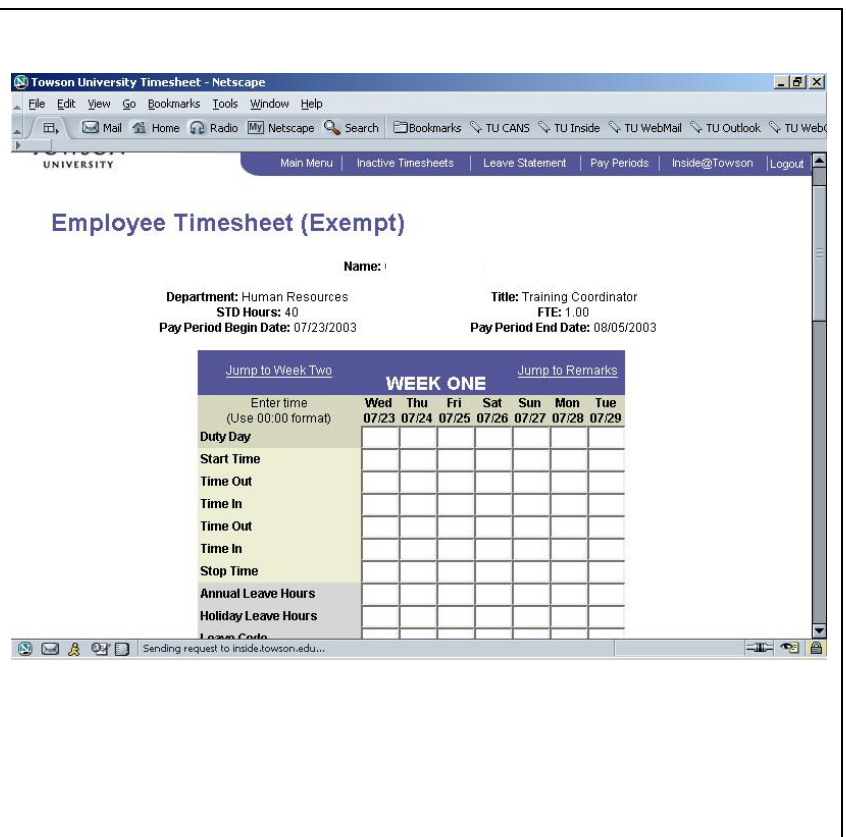 Towson University Timesheet - Netscape
File Edit View Go Bookmarks Tools Window Help
Mail Home Radio My Netscape Search Bookmarks TU CANS TU Inside TU WebMail TU Outlook
UNIVERSITY Main Menu | Inactive Timesheets | Leave Statement | Pay Periods | Inside@Towson | Logout
Employee Timesheet (Exempt)
Name:
Department: Human Resources Title: Training Coordinator
STD Hours: 40 FTE: 1.00
Pay Period Begin Date: 07/23/2003 Pay Period End Date: 08/05/2003
Jump to Week Two WEEK ONE Jump to Remarks
Enter time Wed Thu Fri Sat Sun Mon Tue
(Use 00:00 format) 07/23 07/24 07/25 07/26 07/27 07/28 07/29
Duty Day
Start Time
Time Out
Time In
Time Out
Time In
Stop Time
Annual Leave Hours
Holiday Leave Hours
Leave Code
Sending request to inside.towson.edu...